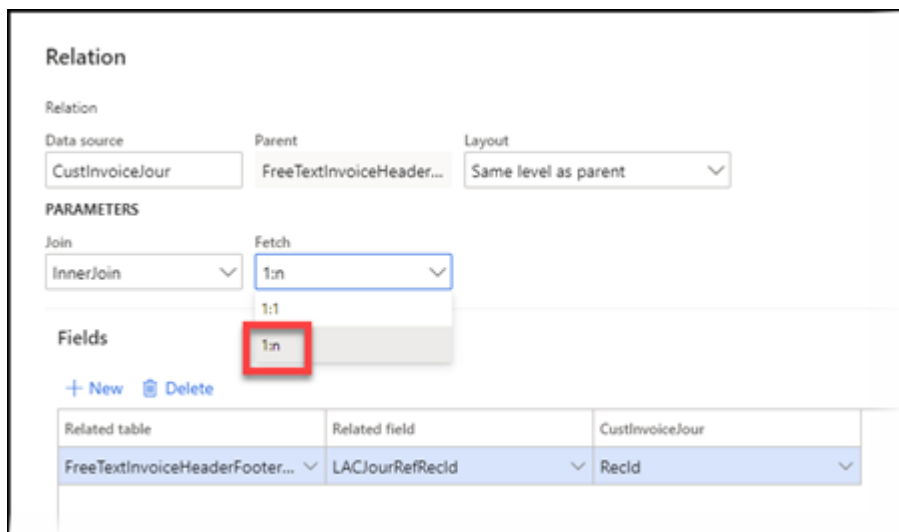 Relation
Relation
Data source Parent Layout
CustInvoiceJour FreeTextInvoiceHeader... Same level as parent
PARAMETERS
Join Fetch
InnerJoin 1:n
1:1
1:n
Fields
+ New Delete
Related table Related field CustInvoiceJour
FreeTextInvoiceHeaderFooter... LACJourRefRecId RecId